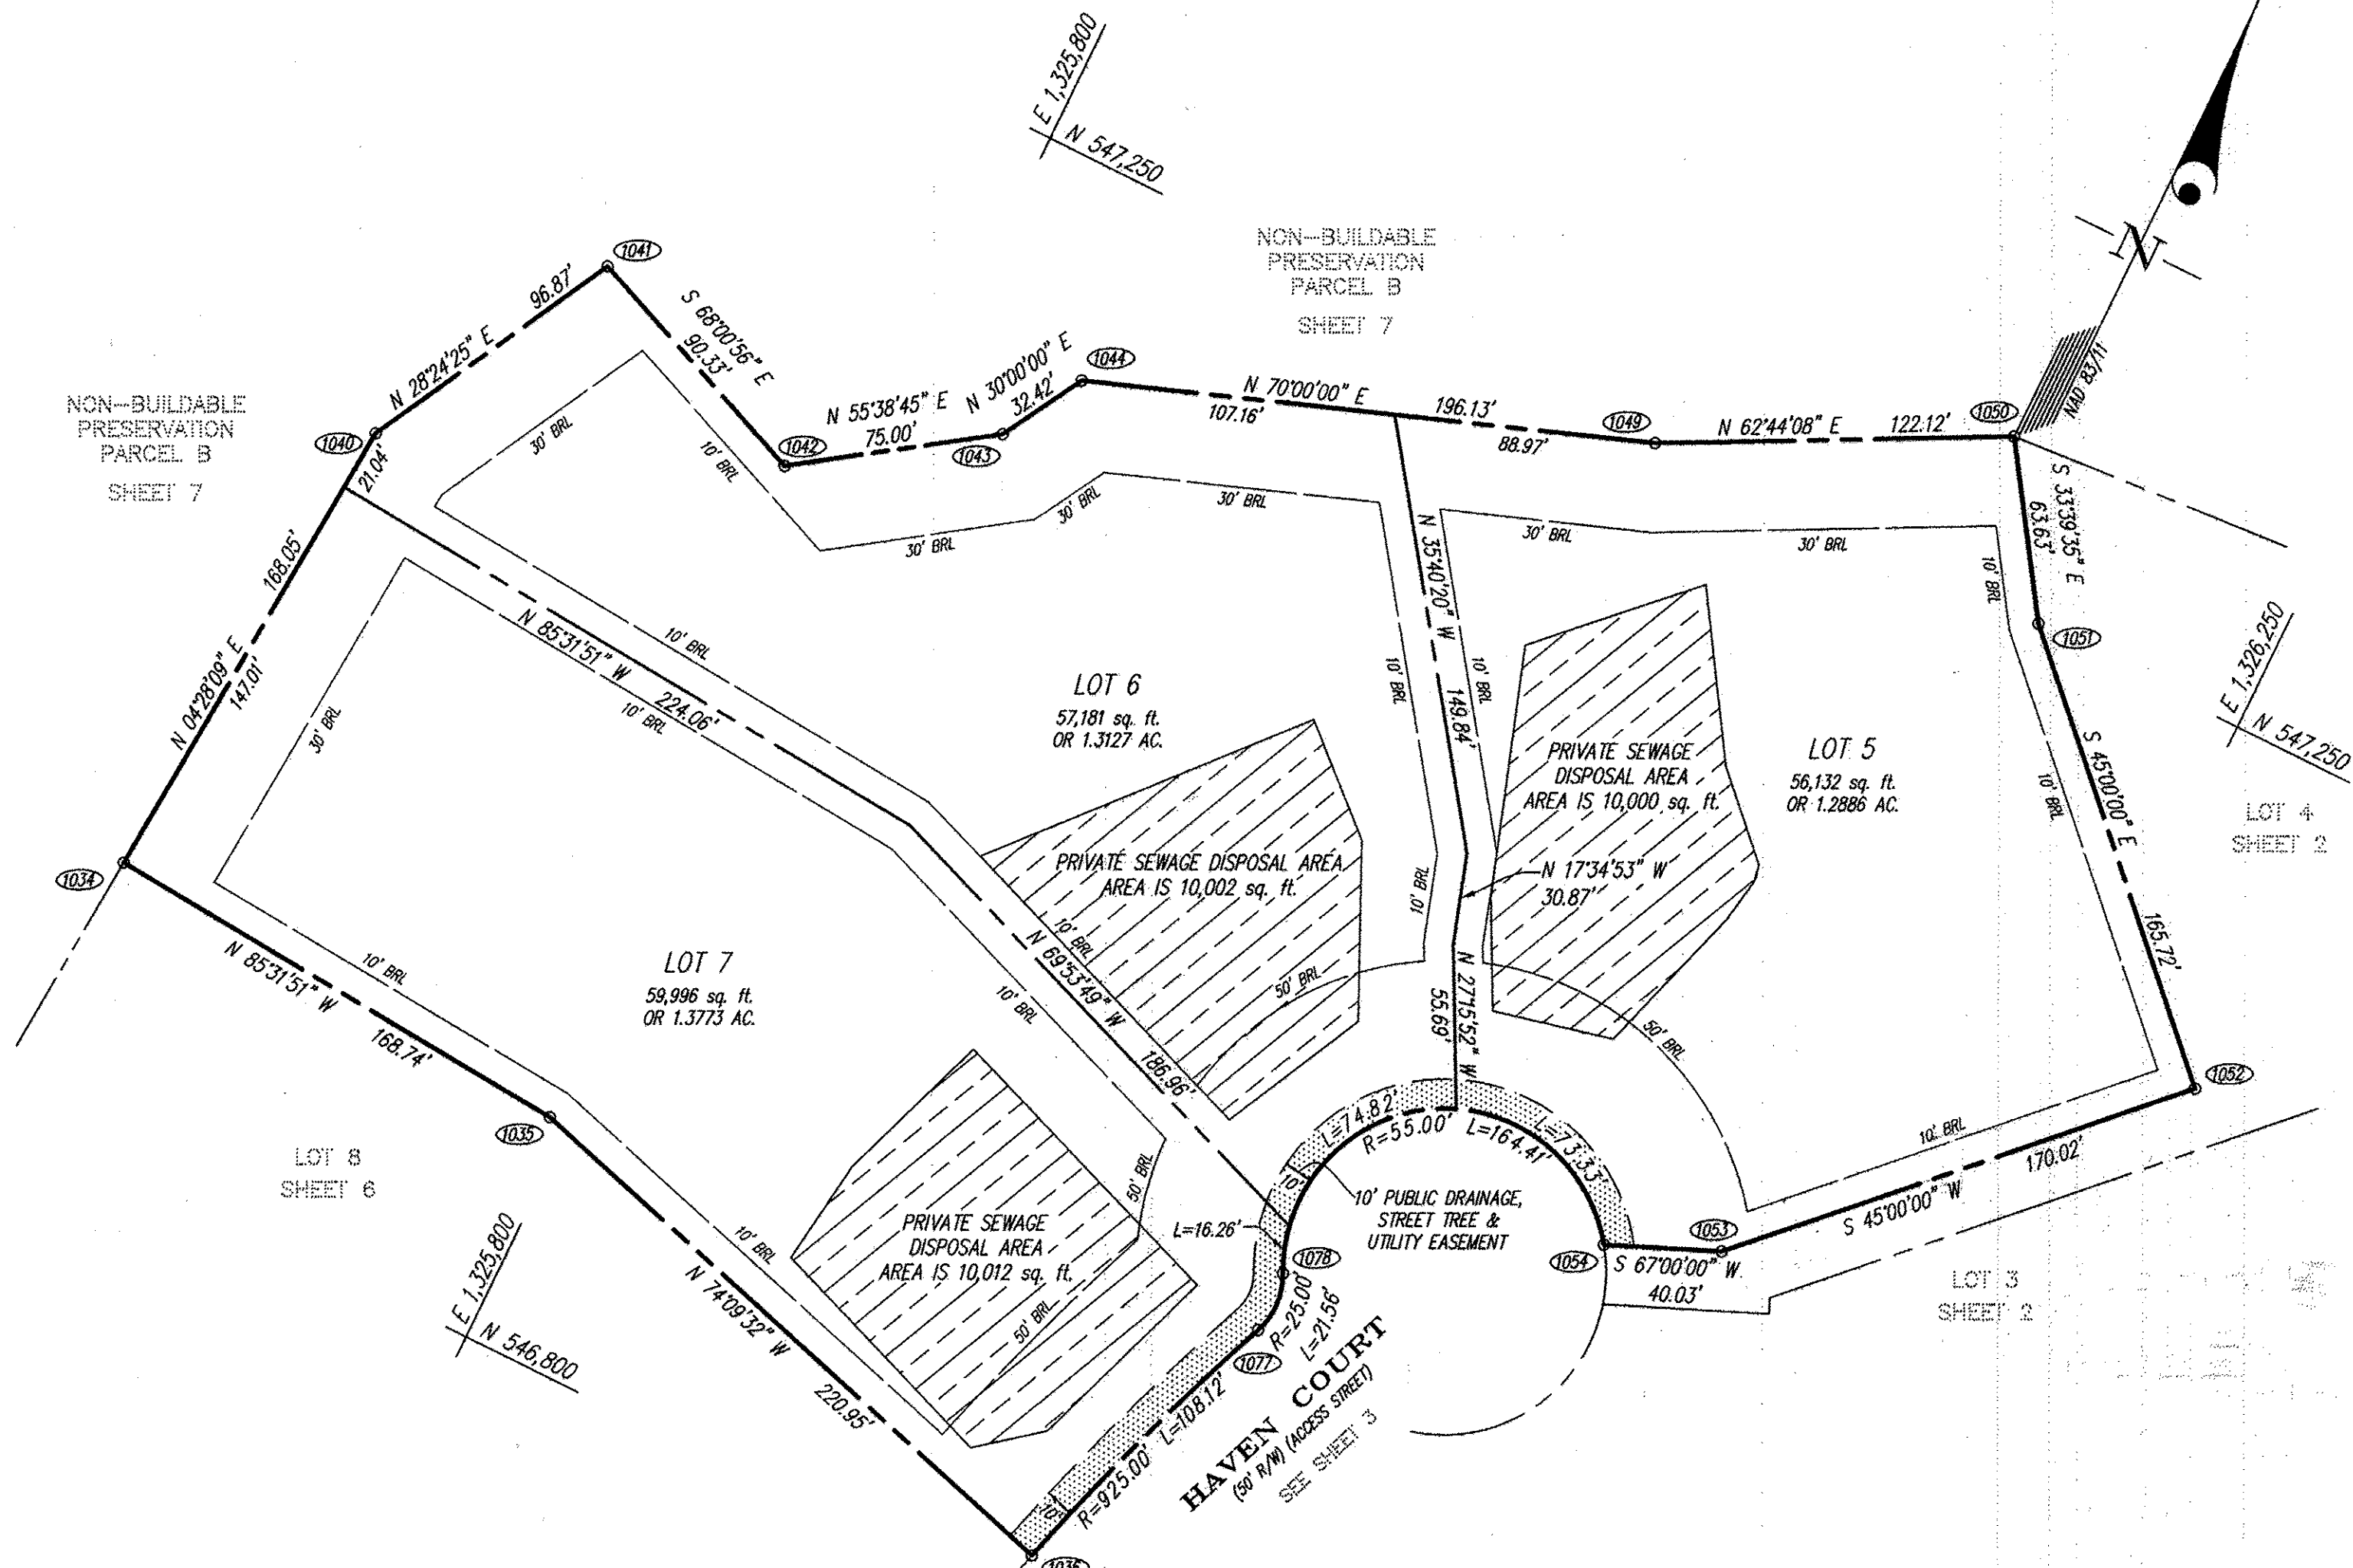 E 1,325,800
N 547,250
N
NAD 83/11
NON-BUILDABLE
PRESERVATION
PARCEL B
SHEET 7
1041
96.87'
N 28°24'25" E
S 68°00'56" E
90.33'
1044
N 30°00'00" E
32.42'
N 55°38'45" E
75.00'
1042
1043
N 70°00'00" E
107.16'
196.13'
88.97'
1049
N 62°44'08" E
122.12'
1050
NON-BUILDABLE
PRESERVATION
PARCEL B
SHEET 7
1040
21.04'
168.05'
N 04°28'09" E
147.01'
30' BRL
10' BRL
30' BRL
30' BRL
30' BRL
30' BRL
30' BRL
10' BRL
S 33°39'35" E
63.63'
1051
E 1,326,250
N 547,250
N 85°31'51" W
224.06'
10' BRL
10' BRL
30' BRL
LOT 6
57,181 sq. ft.
OR 1.3127 AC.
N 35°40'20" W
149.84'
10' BRL
10' BRL
PRIVATE SEWAGE
DISPOSAL AREA
AREA IS 10,000 sq. ft.
LOT 5
56,132 sq. ft.
OR 1.2886 AC.
S 45°00'00" E
165.72'
10' BRL
LOT 4
SHEET 2
1034
PRIVATE SEWAGE DISPOSAL AREA
AREA IS 10,002 sq. ft.
10' BRL
N 17°34'53" W
30.87'
N 85°31'51" W
168.74'
10' BRL
LOT 7
59,996 sq. ft.
OR 1.3773 AC.
N 69°53'49" W
186.96'
10' BRL
10' BRL
50' BRL
N 27°15'52" W
55.69'
50' BRL
1052
1035
LOT 8
SHEET 6
50' BRL
L=74.82'
R=55.00'
L=164.41'
L=73.33'
10' BRL
170.02'
S 45°00'00" W
10'
10' PUBLIC DRAINAGE,
STREET TREE &
UTILITY EASEMENT
L=16.26'
1078
1053
1054
S 67°00'00" W
40.03'
LOT 3
SHEET 2
PRIVATE SEWAGE
DISPOSAL AREA
AREA IS 10,012 sq. ft.
10' BRL
50' BRL
E 1,325,800
N 546,800
N 74°09'32" W
220.95'
1077
R=25.00'
L=21.56'
L=108.12'
R=925.00'
10'
HAVEN COURT
(50' R/W) (ACCESS STREET)
SEE SHEET 3
1036